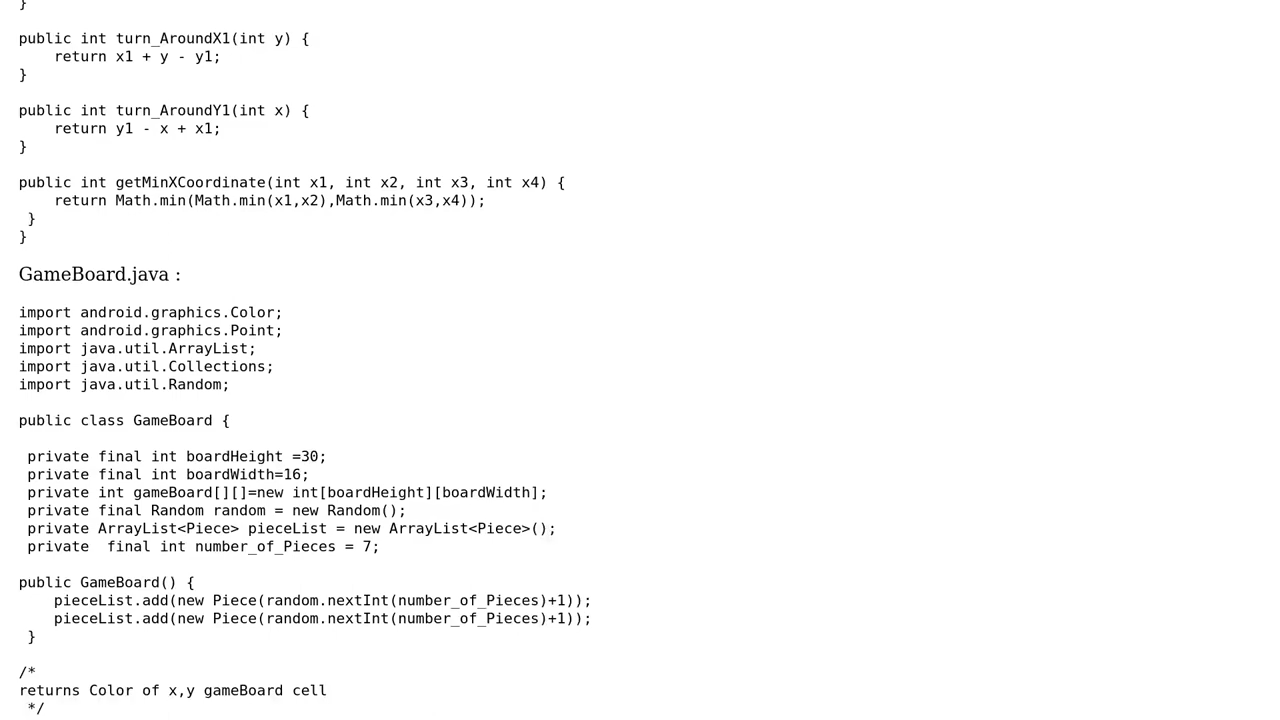 }
public int turn_AroundX1(int y) {
return x1 + y - y1;
}
public int turn_AroundY1(int x) {
return y1 - x + x1;
}
public int getMinXCoordinate(int x1, int x2, int x3, int x4) {
return Math.min(Math.min(x1,x2),Math.min(x3,x4));
}
}
GameBoard.java :
import android.graphics.Color;
import android.graphics.Point;
import java.util.ArrayList;
import java.util.Collections;
import java.util.Random;
public class GameBoard {
private final int boardHeight =30;
private final int boardWidth=16;
private int gameBoard[][]=new int[boardHeight][boardWidth];
private final Random random = new Random();
private ArrayList<Piece> pieceList = new ArrayList<Piece>();
private  final int number_of_Pieces = 7;
public GameBoard() {
pieceList.add(new Piece(random.nextInt(number_of_Pieces)+1));
pieceList.add(new Piece(random.nextInt(number_of_Pieces)+1));
}
/*
returns Color of x,y gameBoard cell
*/